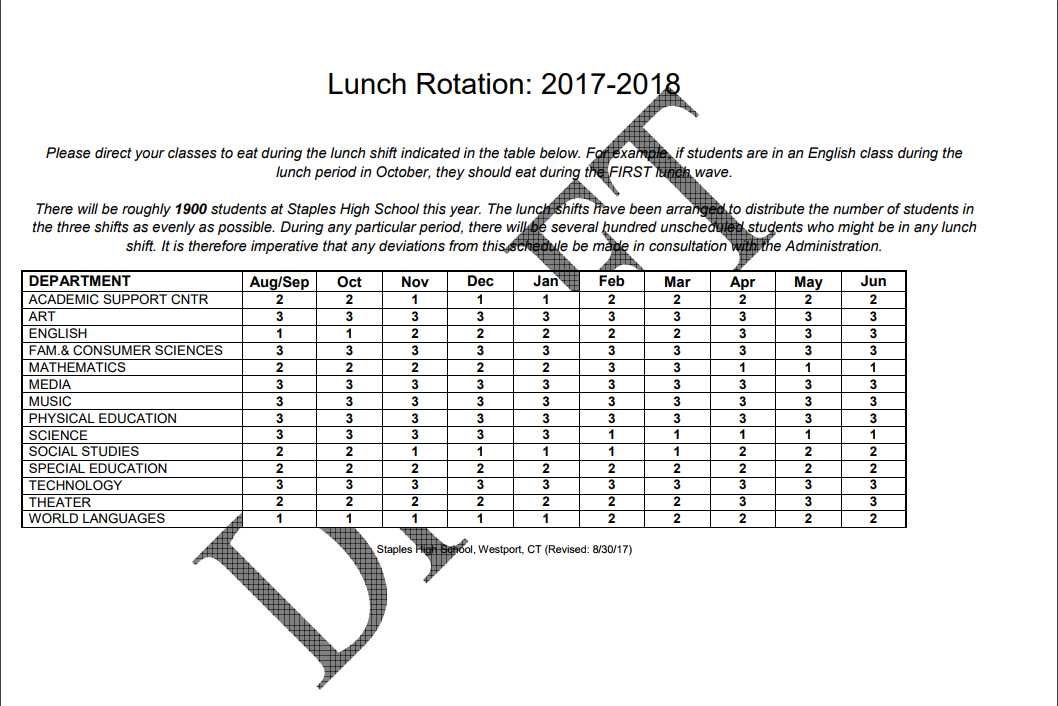 Lunch Rotation: 2017-2018
Please direct your classes to eat during the lunch shift indicated in the table below. For example, if students are in an English class during the
lunch period in October, they should eat during the FIRST lunch wave.
There will be roughly 1900 students at Staples High School this year. The lunch shifts have been arranged to distribute the number of students in
the three shifts as evenly as possible. During any particular period, there will be several hundred unscheduled students who might be in any lunch
shift. It is therefore imperative that any deviations from this schedule be made in consultation with the Administration.
DEPARTMENT Aug/Sep Oct Nov Dec Jan Feb Mar Apr May Jun
ACADEMIC SUPPORT CNTR 2 2 1 1 1 2 2 2 2 2
ART 3 3 3 3 3 3 3 3 3 3
ENGLISH 1 1 2 2 2 2 2 3 3 3
FAM.& CONSUMER SCIENCES 3 3 3 3 3 3 3 3 3 3
MATHEMATICS 2 2 2 2 2 3 3 1 1 1
MEDIA 3 3 3 3 3 3 3 3 3 3
MUSIC 3 3 3 3 3 3 3 3 3 3
PHYSICAL EDUCATION 3 3 3 3 3 3 3 3 3 3
SCIENCE 3 3 3 3 3 1 1 1 1 1
SOCIAL STUDIES 2 2 1 1 1 1 1 2 2 2
SPECIAL EDUCATION 2 2 2 2 2 2 2 2 2 2
TECHNOLOGY 3 3 3 3 3 3 3 3 3 3
THEATER 2 2 2 2 2 2 2 3 3 3
WORLD LANGUAGES 1 1 1 1 1 2 2 2 2 2
Staples High School, Westport, CT (Revised: 8/30/17)